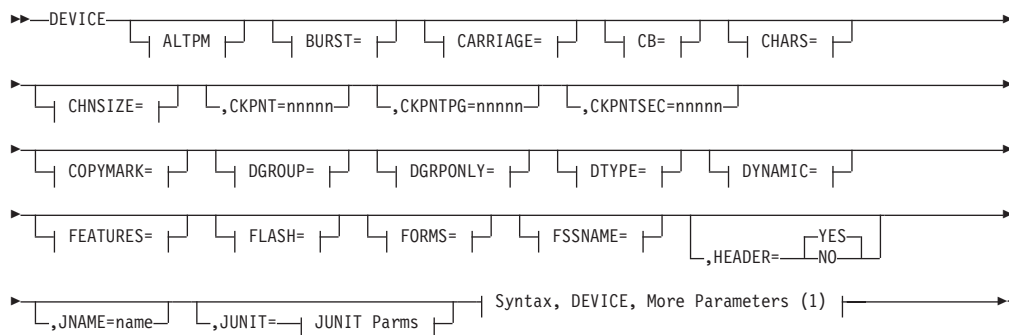 DEVICE
ALTPM BURST= CARRIAGE= CB= CHARS=
CHNSIZE= ,CKPNT=nnnnn ,CKPNTPG=nnnnn ,CKPNTSEC=nnnnn
COPYMARK= DGROUP= DGRPONLY= DTYPE= DYNAMIC=
FEATURES= FLASH= FORMS= FSSNAME= YES
,HEADER= NO
Syntax, DEVICE, More Parameters (1)
,JNAME=name ,JUNIT= JUNIT Parms